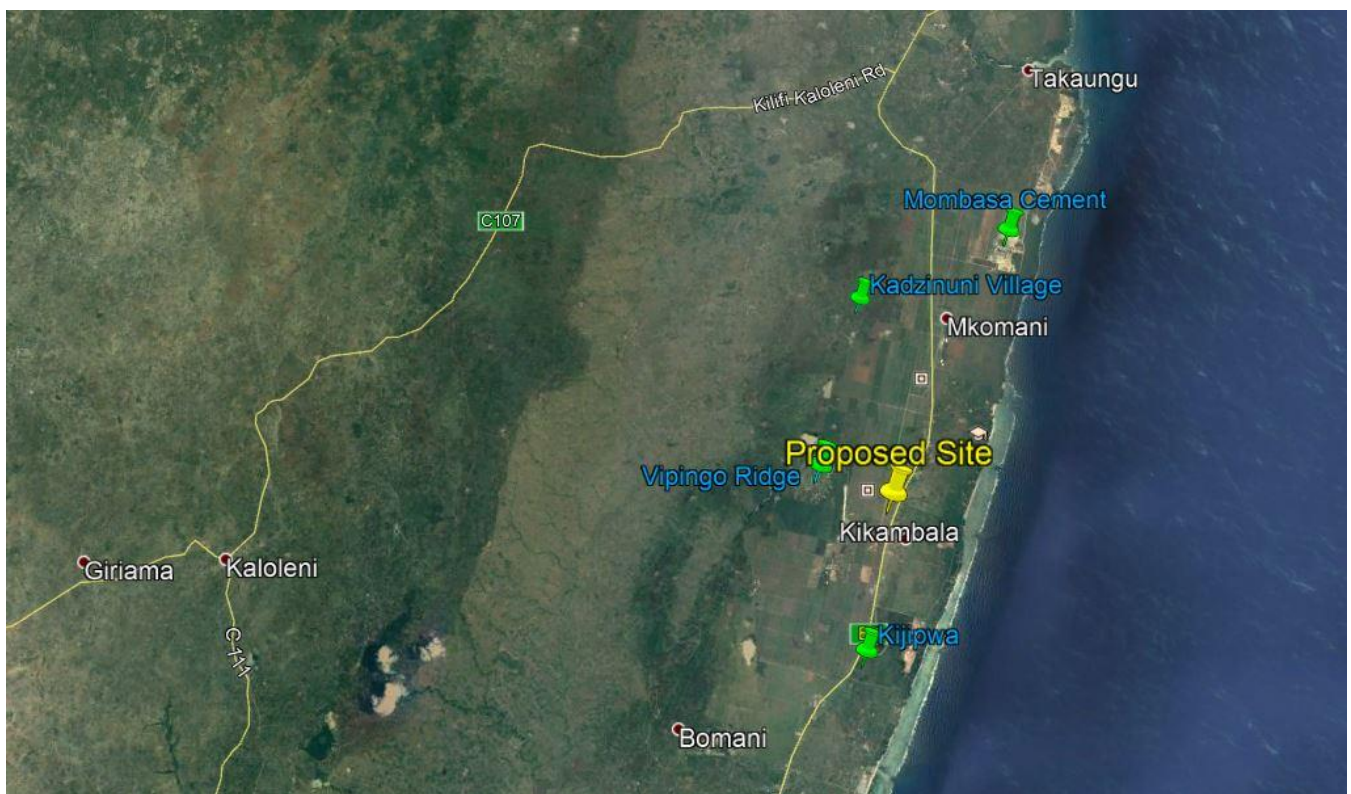 Kilifi Kaloleni Rd
Takaungu
Mombasa Cement
C107
Kadzinuni Village
Mkomani
Proposed Site
Vipingo Ridge
Kikambala
Giriama
Kaloleni
Kijipwa
C-111
Bomani